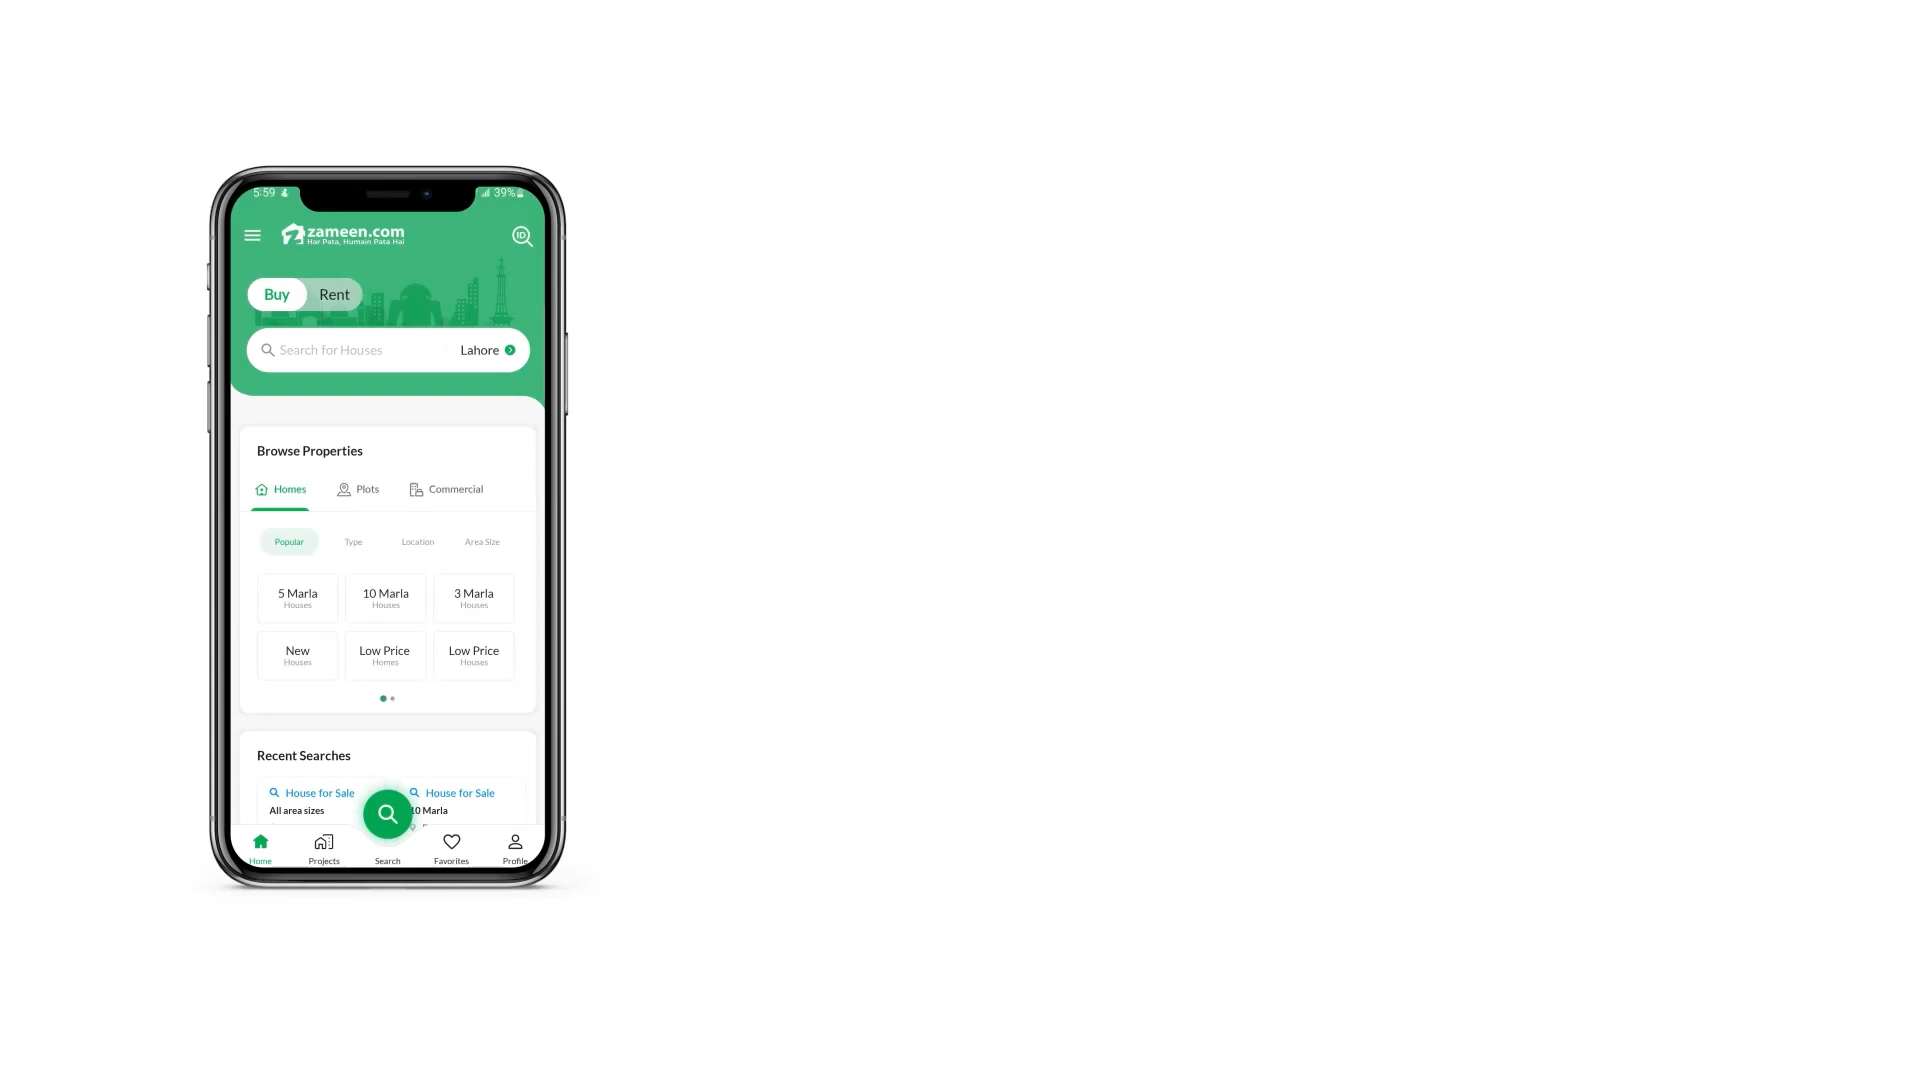 5:59
39%
zameen.com
Har Pata, Humain Pata Hai
ID
Buy Rent
Search for Houses Lahore
Browse Properties
Homes Plots Commercial
Popular Type Location Area Size
5 Marla 10 Marla 3 Marla
Houses Houses Houses
New Low Price Low Price
Houses Homes Houses
Recent Searches
House for Sale House for Sale
All area sizes 10 Marla
Home Projects Search Favorites Profile